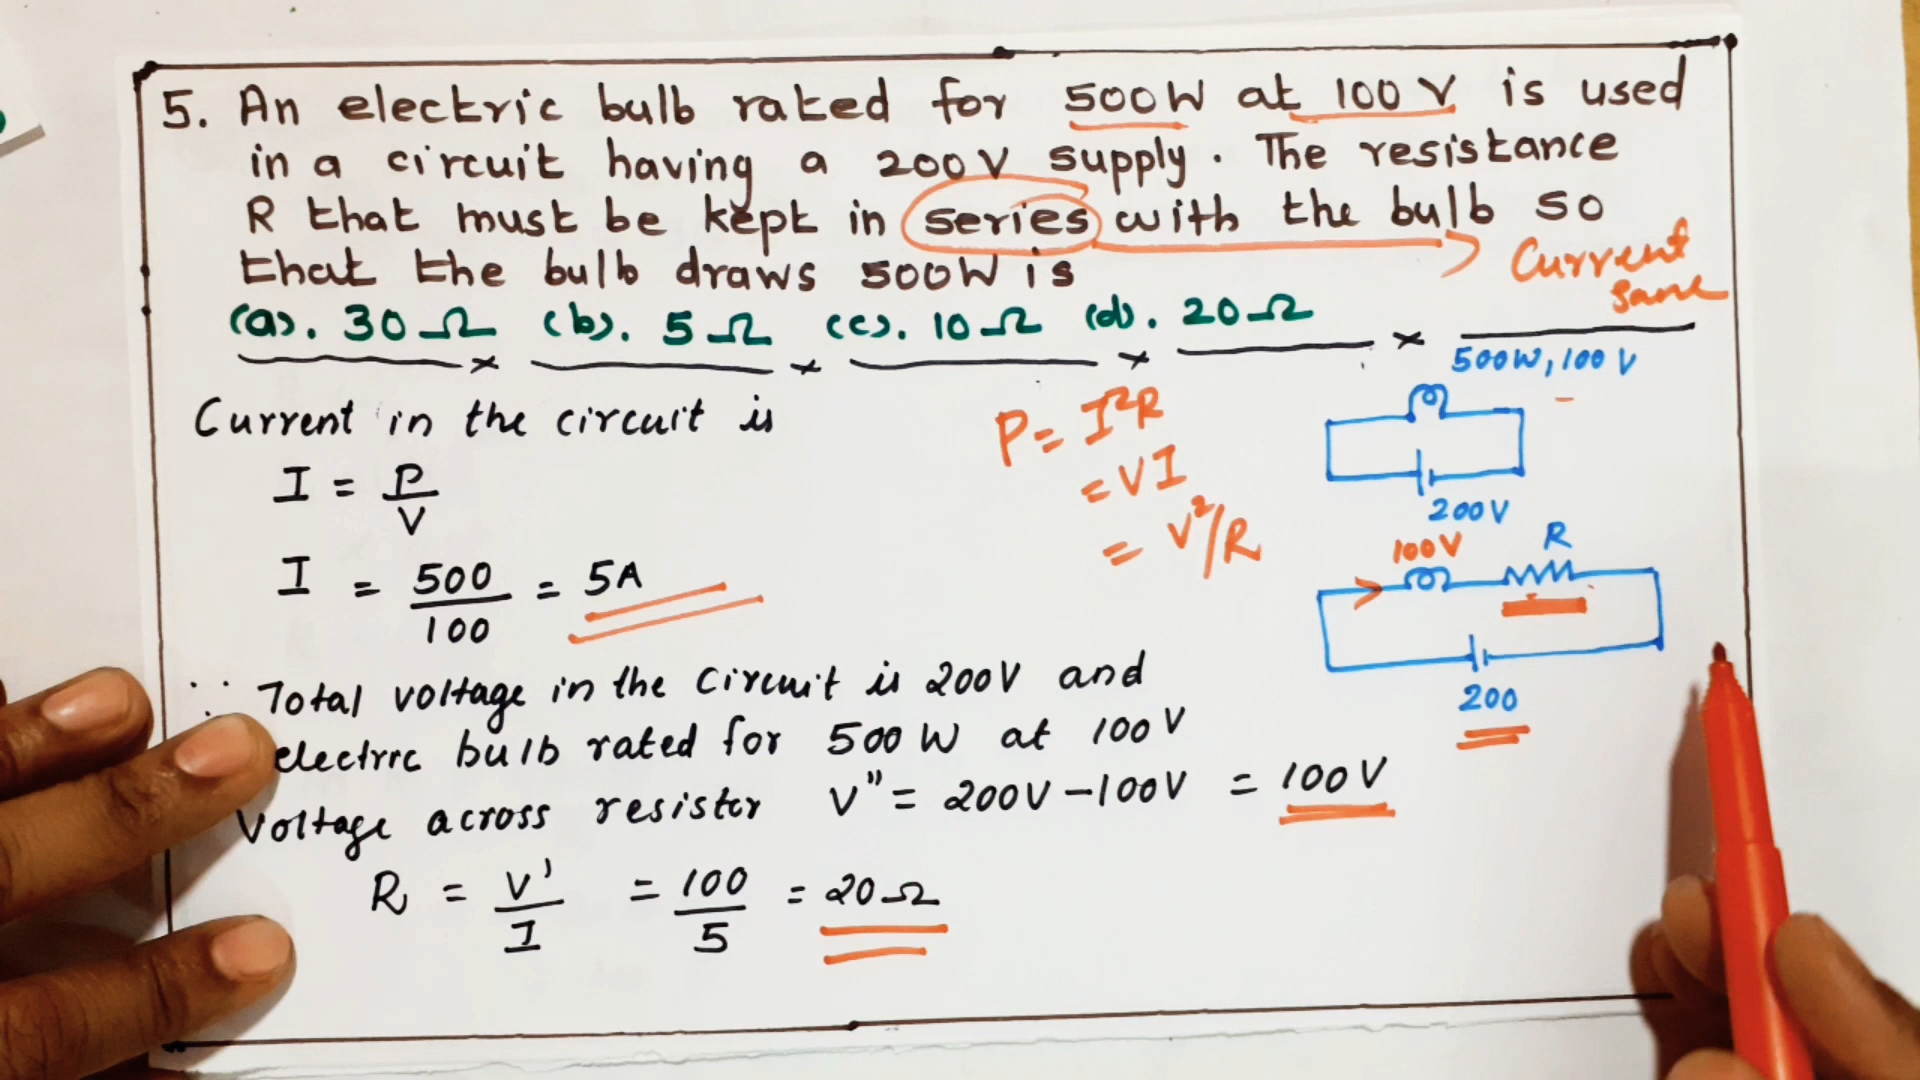 5. An electric bulb rated for 500W at 100 V is used
in a circuit having a 200V supply. The resistance
R that must be kept in series with the bulb so
that the bulb draws 500W is
Current
same
(a). 30Ω (b). 5Ω (c). 10Ω (d). 20Ω
500W, 100 V
Current in the circuit is
P = I²R
= VI
= V²/R
I = P/V
200V
100V
R
I = 500/100 = 5A
200
∵ Total voltage in the circuit is 200V and
electric bulb rated for 500W at 100V
Voltage across resistor V" = 200V - 100V = 100V
R = V'/I = 100/5 = 20Ω